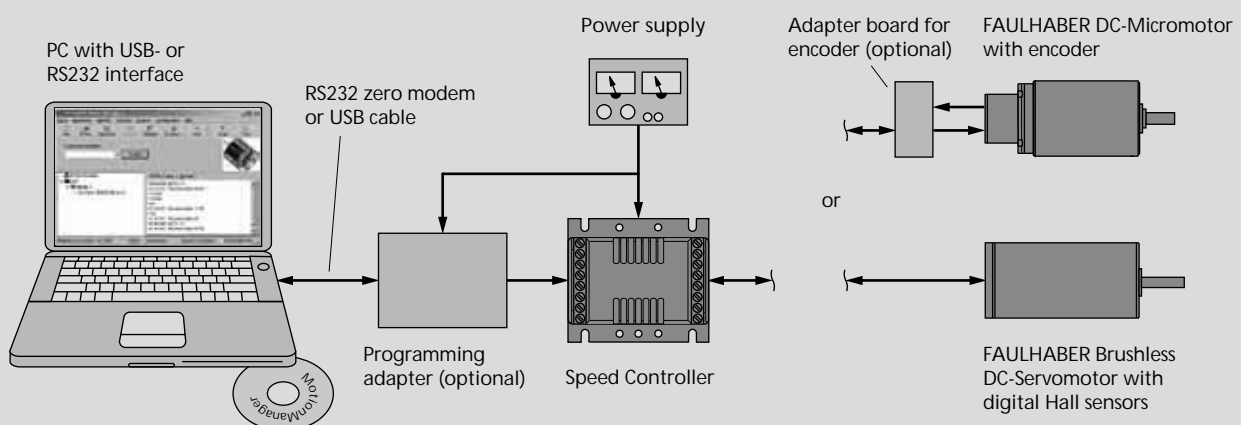 Power supply
Adapter board for
encoder (optional)
FAULHABER DC-Micromotor
with encoder
PC with USB- or
RS232 interface
RS232 zero modem
or USB cable
or
Programming
adapter (optional)
Speed Controller
FAULHABER Brushless
DC-Servomotor with
digital Hall sensors
MotionManager